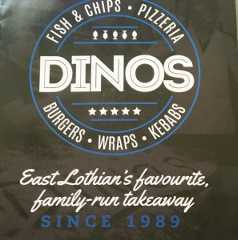 FISH & CHIPS • PIZZERIA
DINOS
BURGERS • WRAPS • KEBABS
East Lothian's favourite,
family-run takeaway
SINCE 1989